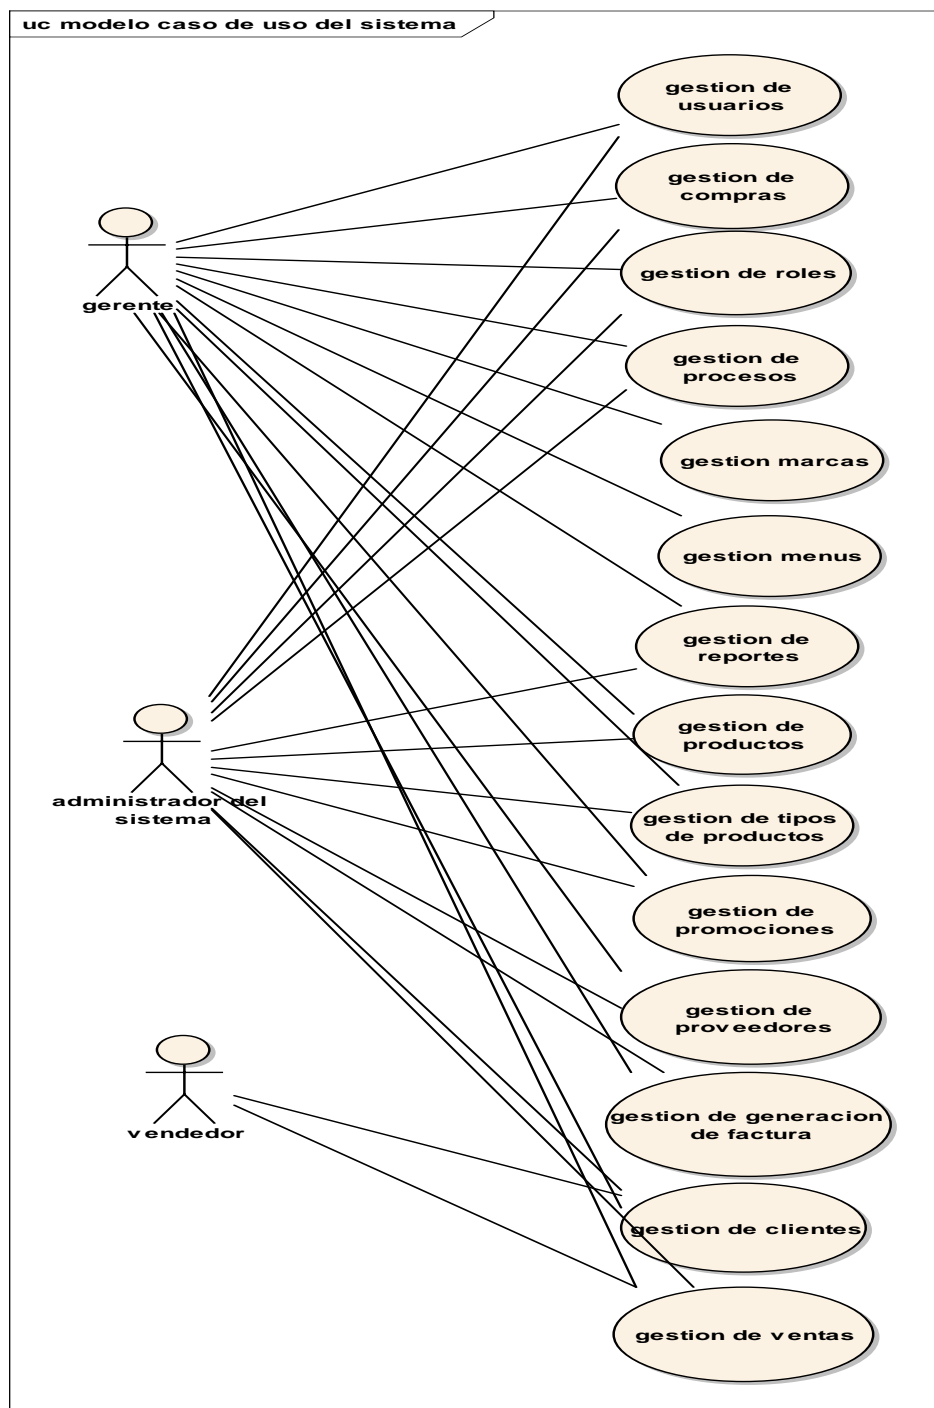 uc modelo caso de uso del sistema
gestion de
usuarios
gestion de
compras
gerente
gestion de roles
gestion de
procesos
gestion marcas
gestion menus
gestion de
reportes
gestion de
productos
administrador del
sistema
gestion de tipos
de productos
gestion de
promociones
gestion de
proveedores
vendedor
gestion de generacion
de factura
gestion de clientes
gestion de ventas